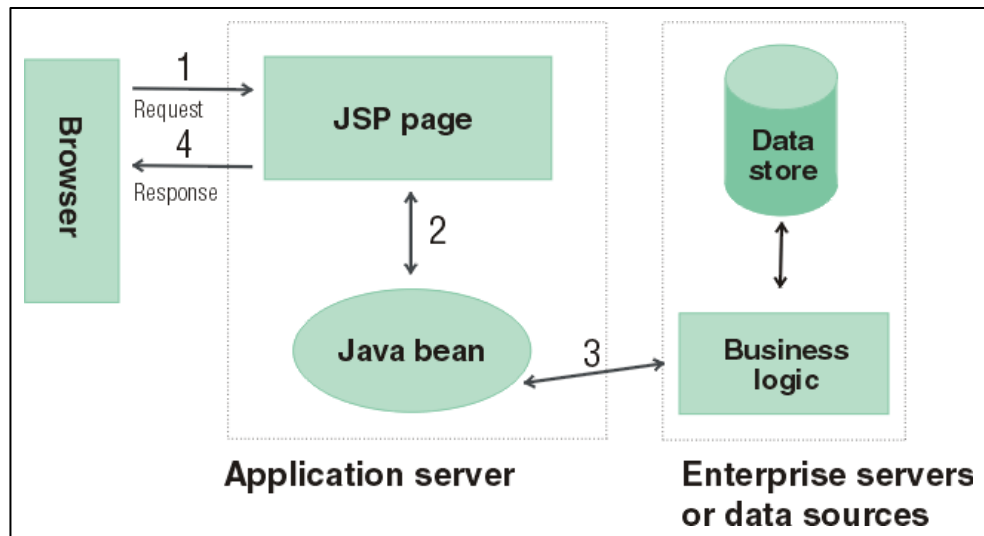 1
Request
4
Response
Browser
JSP page
2
Java bean
3
Data
store
Business
logic
Application server
Enterprise servers
or data sources